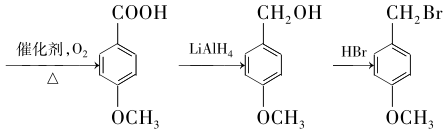 COOH CH₂OH CH₂Br
催化剂,O₂ LiAlH₄ HBr
△
OCH₃ OCH₃ OCH₃